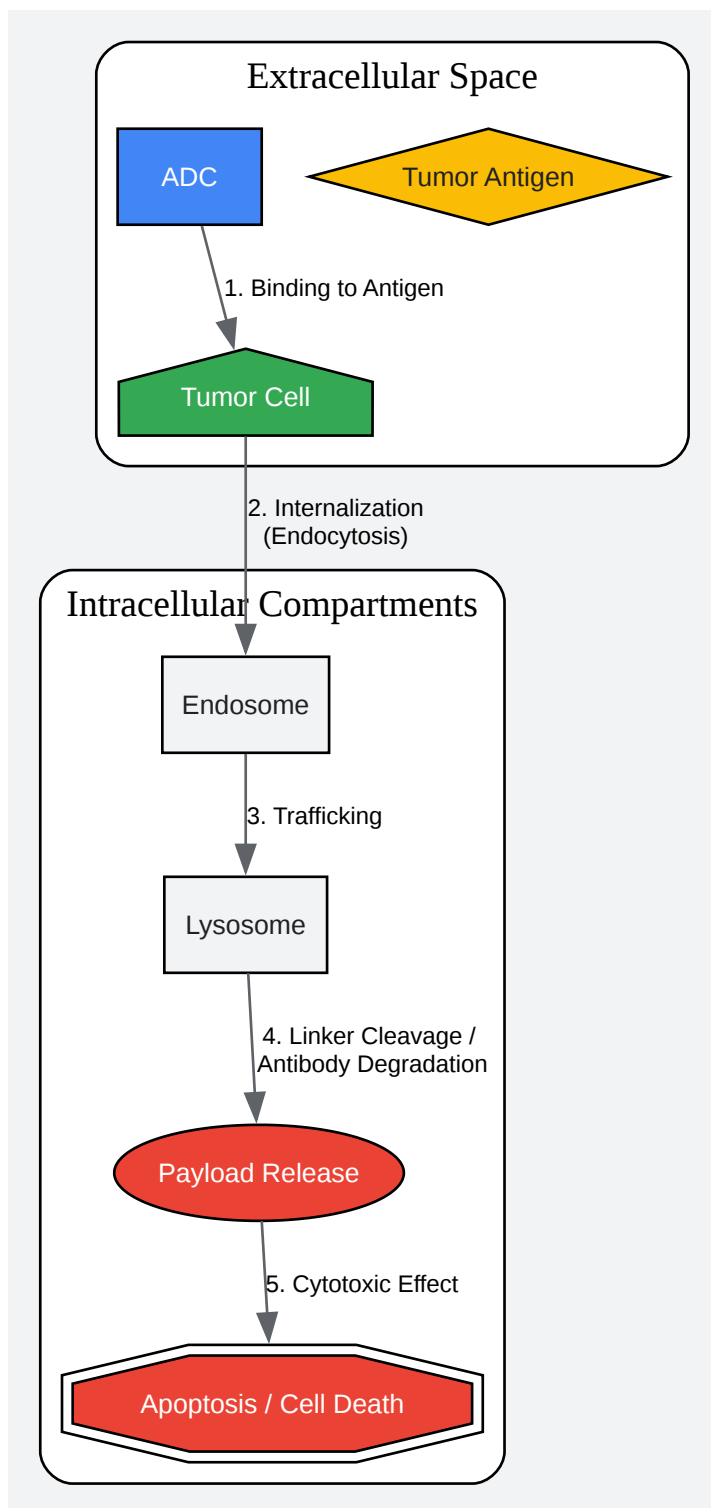 Extracellular Space
ADC
Tumor Antigen
1. Binding to Antigen
Tumor Cell
2. Internalization
(Endocytosis)
Intracellular Compartments
Endosome
3. Trafficking
Lysosome
4. Linker Cleavage /
Antibody Degradation
Payload Release
5. Cytotoxic Effect
Apoptosis / Cell Death